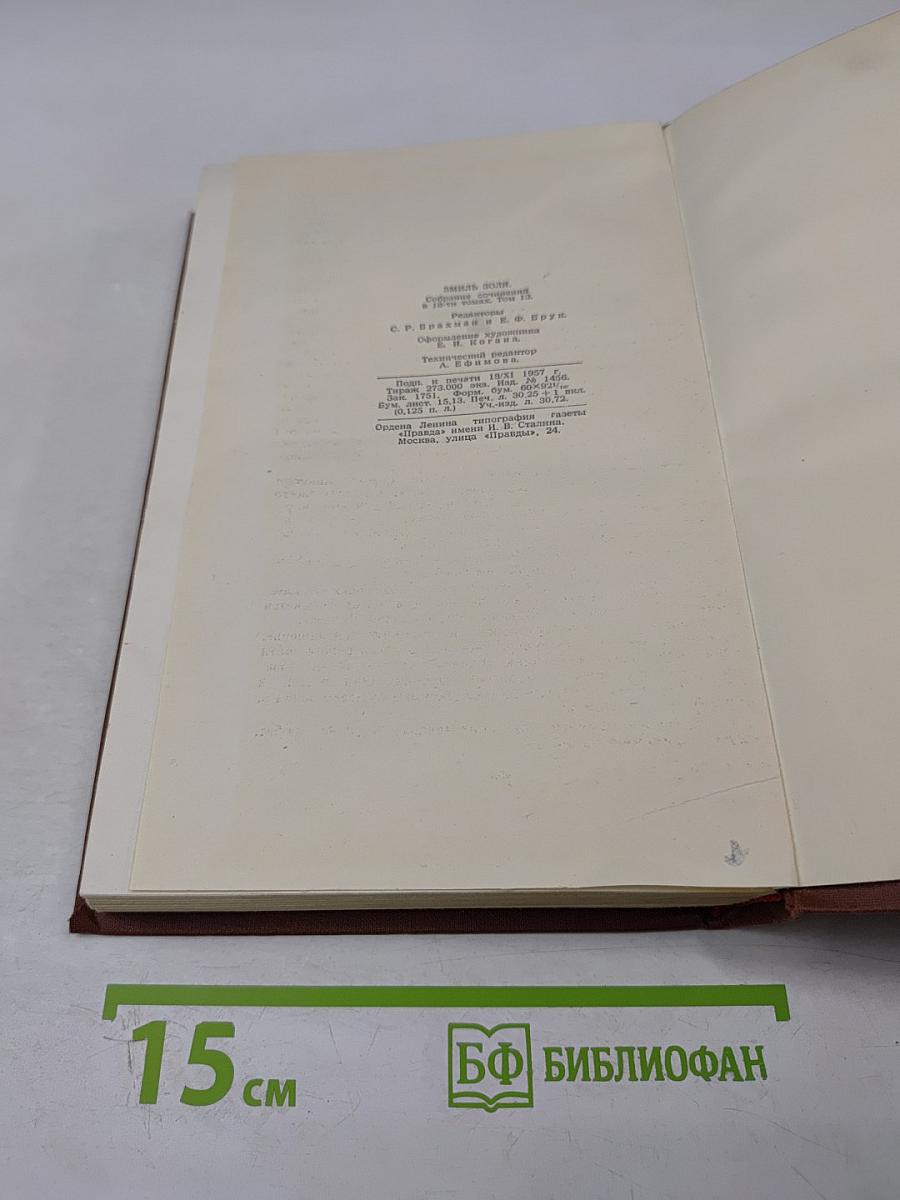 ЭМИЛЬ ЗОЛЯ.
Собрание сочинений
в 18-ти томах. Том 13.
Редакторы
С. Р. Брахман и Е. Ф. Брук.
Оформление художника
Е. И. Когана.
Технический редактор
А. Ефимова.
Подп. к печати 19/XI 1957 г.
Тираж 273.000 экз. Изд. № 1456.
Зак. 1751. Форм. бум. 60×92¹/₁₆.
Бум. лист. 15,13. Печ. л. 30,25 + 1 вкл.
(0,125 п. л.) Уч.-изд. л. 30,72.
Ордена Ленина типография газеты
«Правда» имени И. В. Сталина.
Москва, улица «Правды», 24.
15 см
БФ БИБЛИОФАН